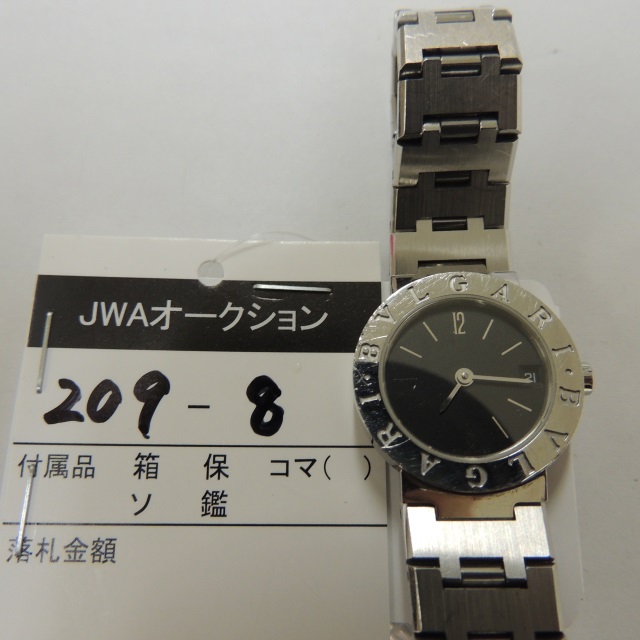 JWAオークション
209-8
付属品 箱 保 コマ( )
ソ 鑑
落札金額
BVLGARI·BVLGARI·
12